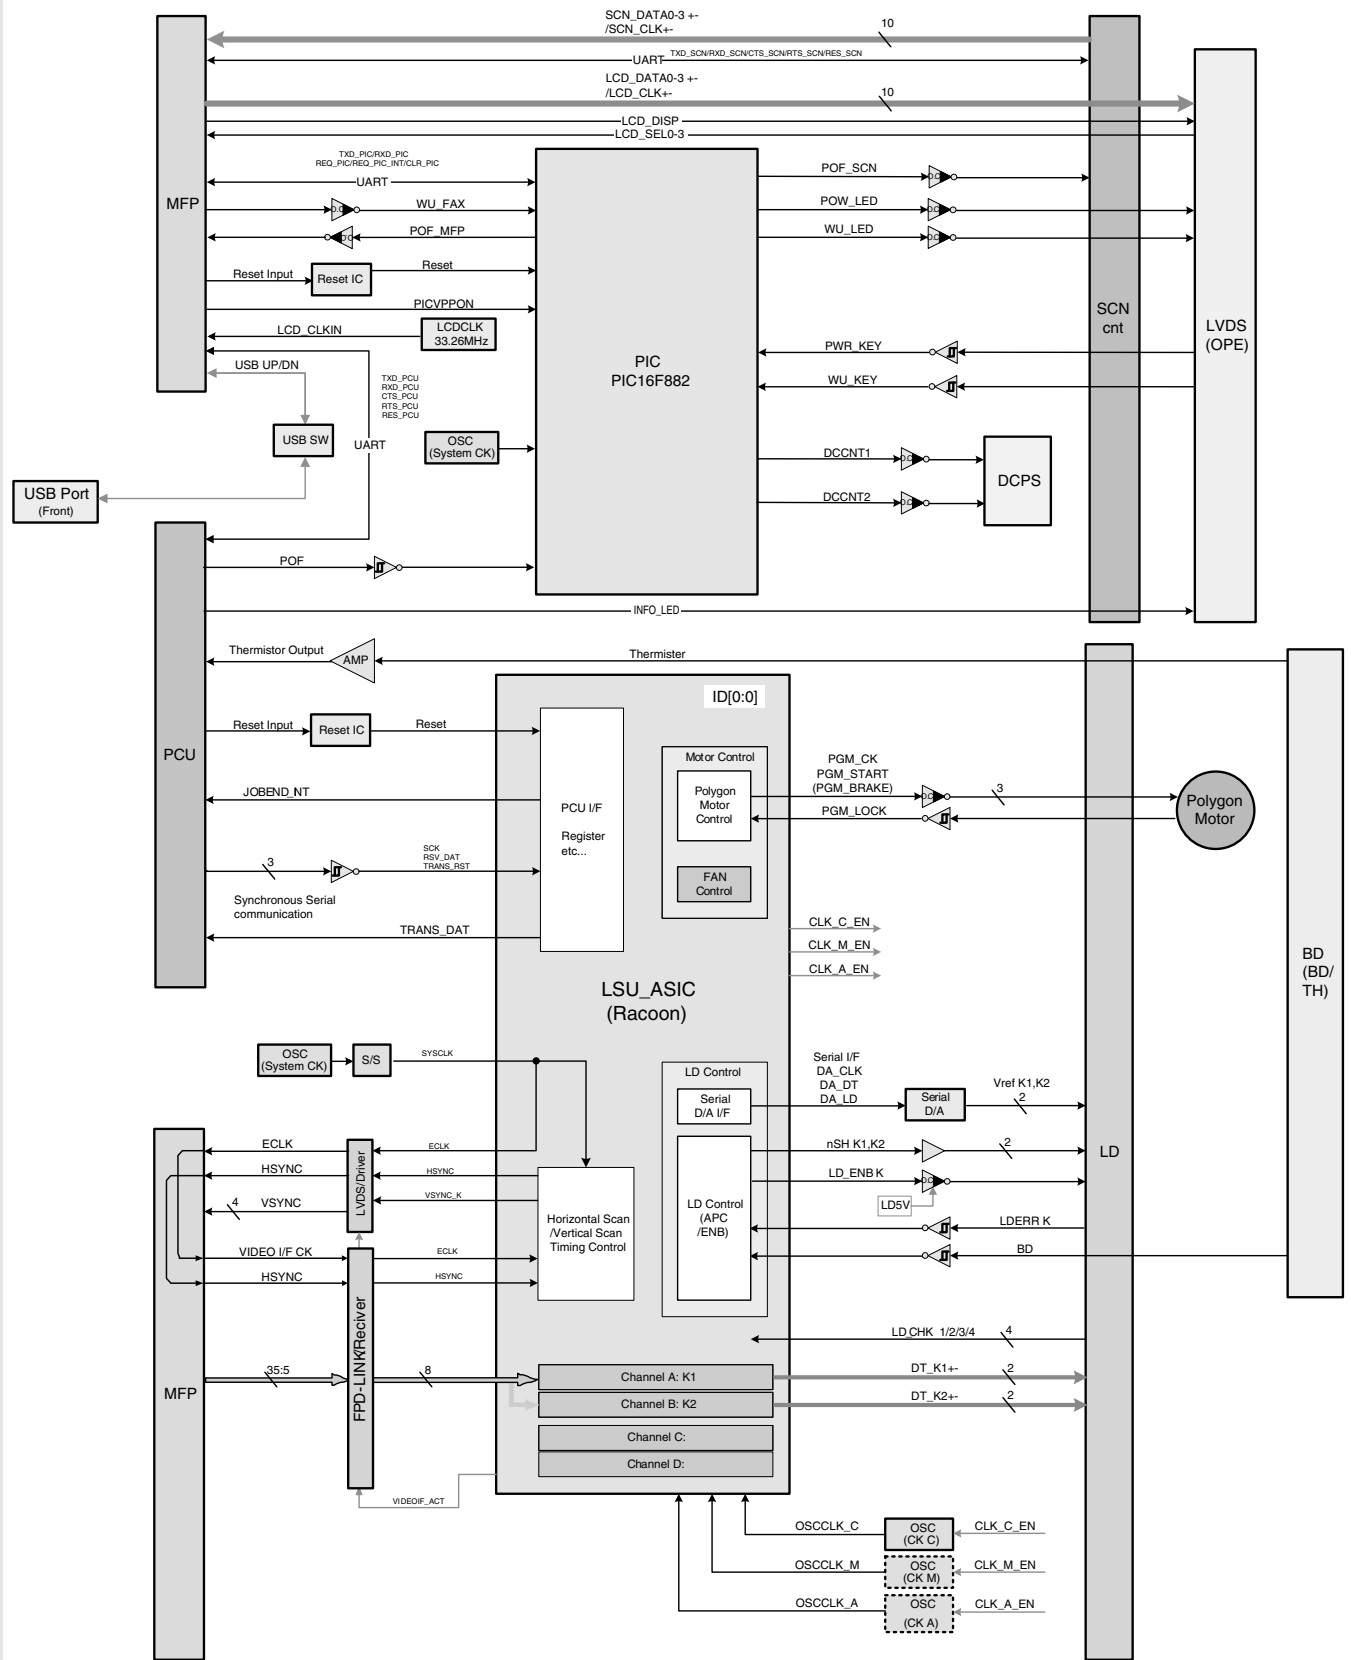 SCN_DATA0-3 +-
/SCN_CLK+-
10
UART
TXD_SCN/RXD_SCN/CTS_SCN/RTS_SCN/RES_SCN
LCD_DATA0-3 +-
/LCD_CLK+-
10
LCD_DISP
LCD_SEL0-3
TXD_PIC/RXD_PIC
REQ_PIC/REQ_PIC_INT/CLR_PIC
UART
MFP
WU_FAX
POF_MFP
Reset Input
Reset IC
Reset
PICVPPON
LCD_CLKIN
LCDCLK
33.26MHz
USB UP/DN
TXD_PCU
RXD_PCU
CTS_PCU
RTS_PCU
RES_PCU
USB SW
UART
OSC
(System CK)
USB Port
(Front)
PIC
PIC16F882
POF_SCN
POW_LED
WU_LED
PWR_KEY
WU_KEY
DCCNT1
DCCNT2
DCPS
SCN
cnt
LVDS
(OPE)
POF
INFO_LED
Thermistor Output
AMP
Thermister
PCU
Reset Input
Reset IC
Reset
JOBEND_NT
3
SCK
RSV_DAT
TRANS_RST
Synchronous Serial
communication
TRANS_DAT
ID[0:0]
PCU I/F
Register
etc...
Motor Control
Polygon
Motor
Control
FAN
Control
PGM_CK
PGM_START
(PGM_BRAKE)
3
PGM_LOCK
Polygon
Motor
CLK_C_EN
CLK_M_EN
CLK_A_EN
LSU_ASIC
(Racoon)
BD
(BD/
TH)
OSC
(System CK)
S/S
SYSCLK
LD Control
Serial
D/A I/F
Serial I/F
DA_CLK
DA_DT
DA_LD
Serial
D/A
Vref K1,K2
2
MFP
ECLK
HSYNC
4
VSYNC
LVDS/Driver
ECLK
HSYNC
VSYNC_K
VIDEO I/F CK
HSYNC
ECLK
HSYNC
FPD-LINK/Reciver
35:5
8
Horizontal Scan
/Vertical Scan
Timing Control
LD Control
(APC
/ENB)
nSH K1,K2
2
LD_ENB K
LD5V
LDERR K
BD
LD
LD_CHK 1/2/3/4
4
Channel A: K1
Channel B: K2
Channel C:
Channel D:
DT_K1+-
2
DT_K2+-
2
VIDEOIF_ACT
OSCCLK_C
OSC
(CK C)
CLK_C_EN
OSCCLK_M
OSC
(CK M)
CLK_M_EN
OSCCLK_A
OSC
(CK A)
CLK_A_EN